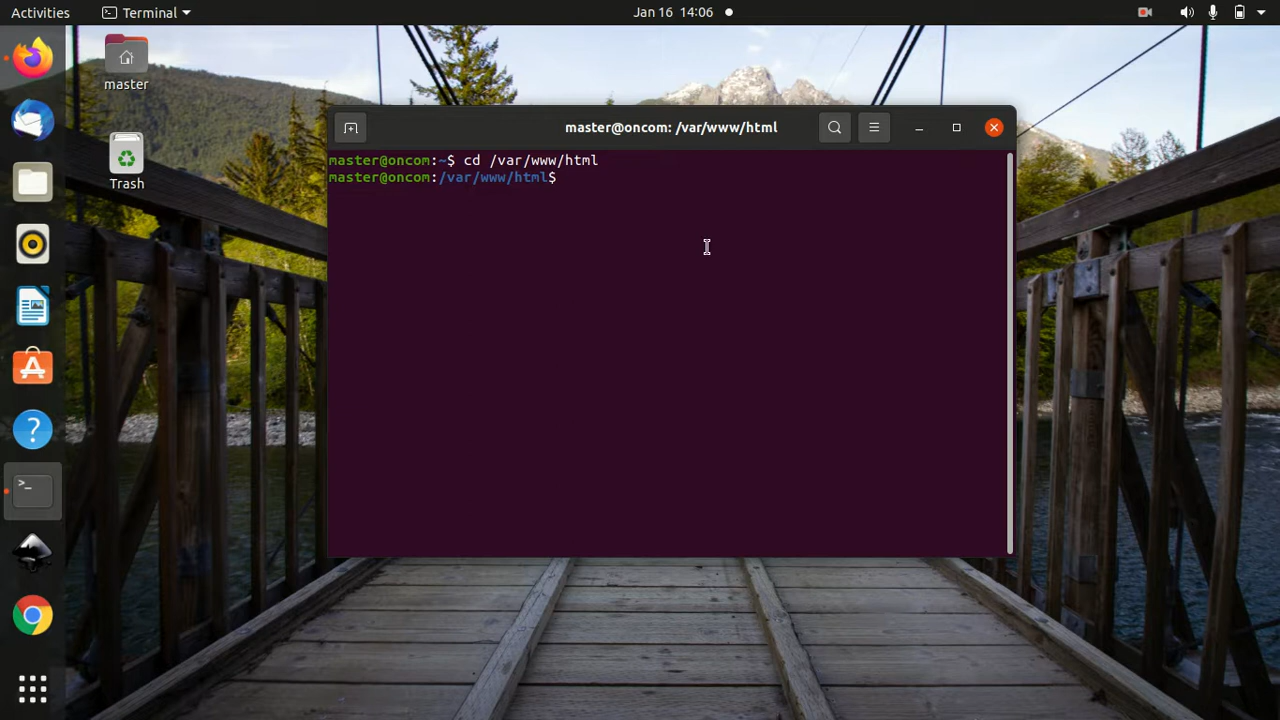 Activities
Terminal
Jan 16 14:06
master
Trash
master@oncom: /var/www/html
master@oncom:~$ cd /var/www/html
master@oncom:/var/www/html$